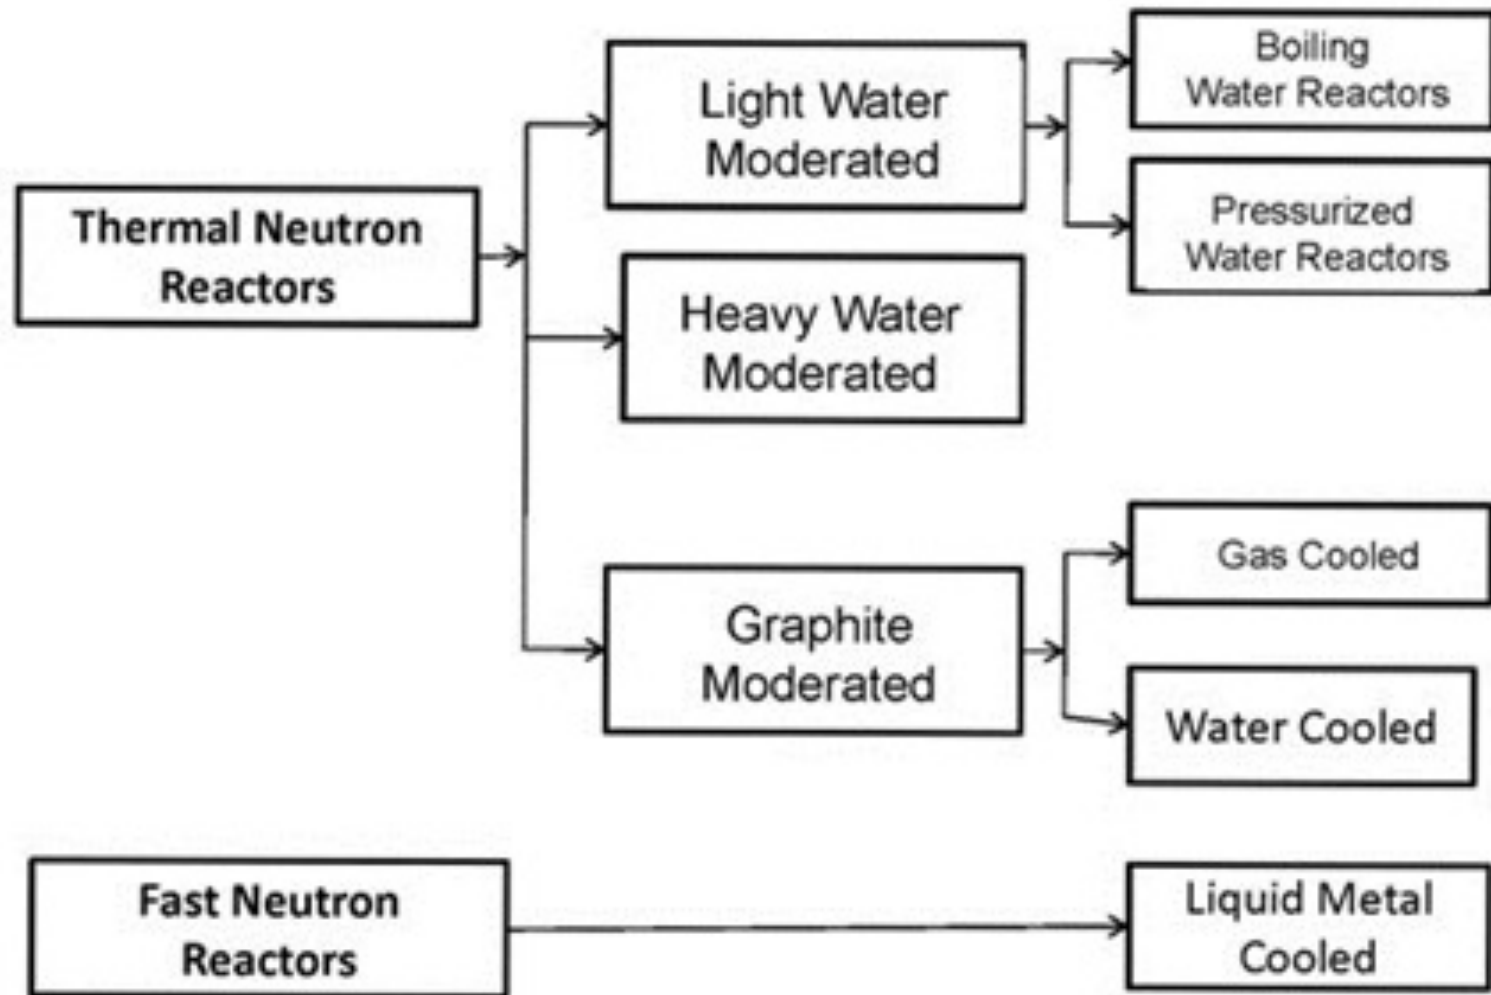 Thermal Neutron
Reactors
Light Water
Moderated
Boiling
Water Reactors
Pressurized
Water Reactors
Heavy Water
Moderated
Graphite
Moderated
Gas Cooled
Water Cooled
Fast Neutron
Reactors
Liquid Metal
Cooled